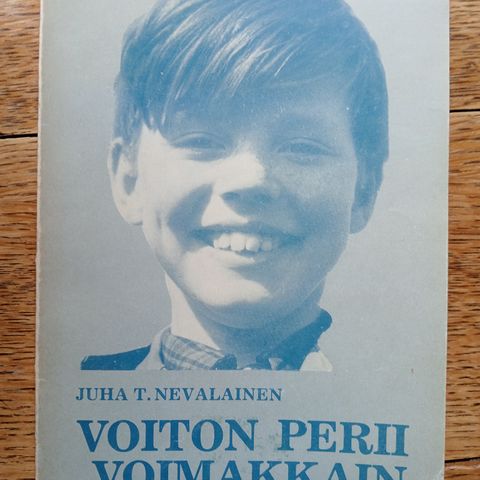 JUHA T. NEVALAINEN
VOITON PERII
VOIMAKKAIN